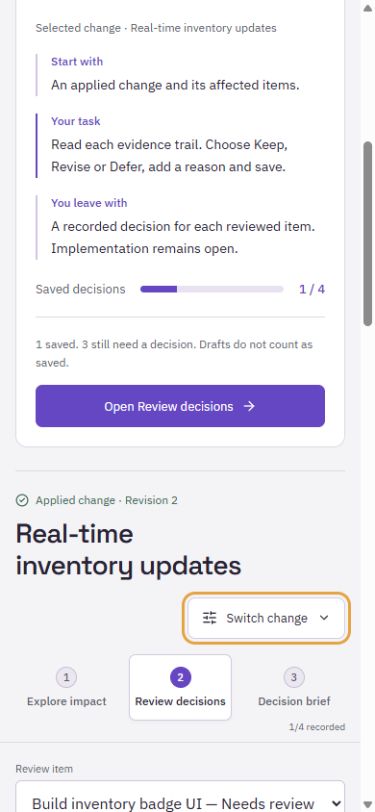 Selected change · Real-time inventory updates
Start with
An applied change and its affected items.
Your task
Read each evidence trail. Choose Keep,
Revise or Defer, add a reason and save.
You leave with
A recorded decision for each reviewed item.
Implementation remains open.
Saved decisions 1 / 4
1 saved. 3 still need a decision. Drafts do not count as
saved.
Open Review decisions →
Applied change · Revision 2
Real-time
inventory updates
Switch change
1 2 3
Explore impact Review decisions Decision brief
1/4 recorded
Review item
Build inventory badge UI — Needs review